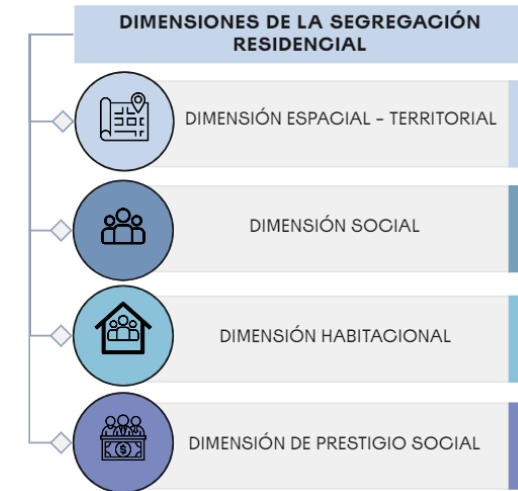 DIMENSIONES DE LA SEGREGACIÓN
RESIDENCIAL
DIMENSIÓN ESPACIAL - TERRITORIAL
DIMENSIÓN SOCIAL
DIMENSIÓN HABITACIONAL
DIMENSIÓN DE PRESTIGIO SOCIAL